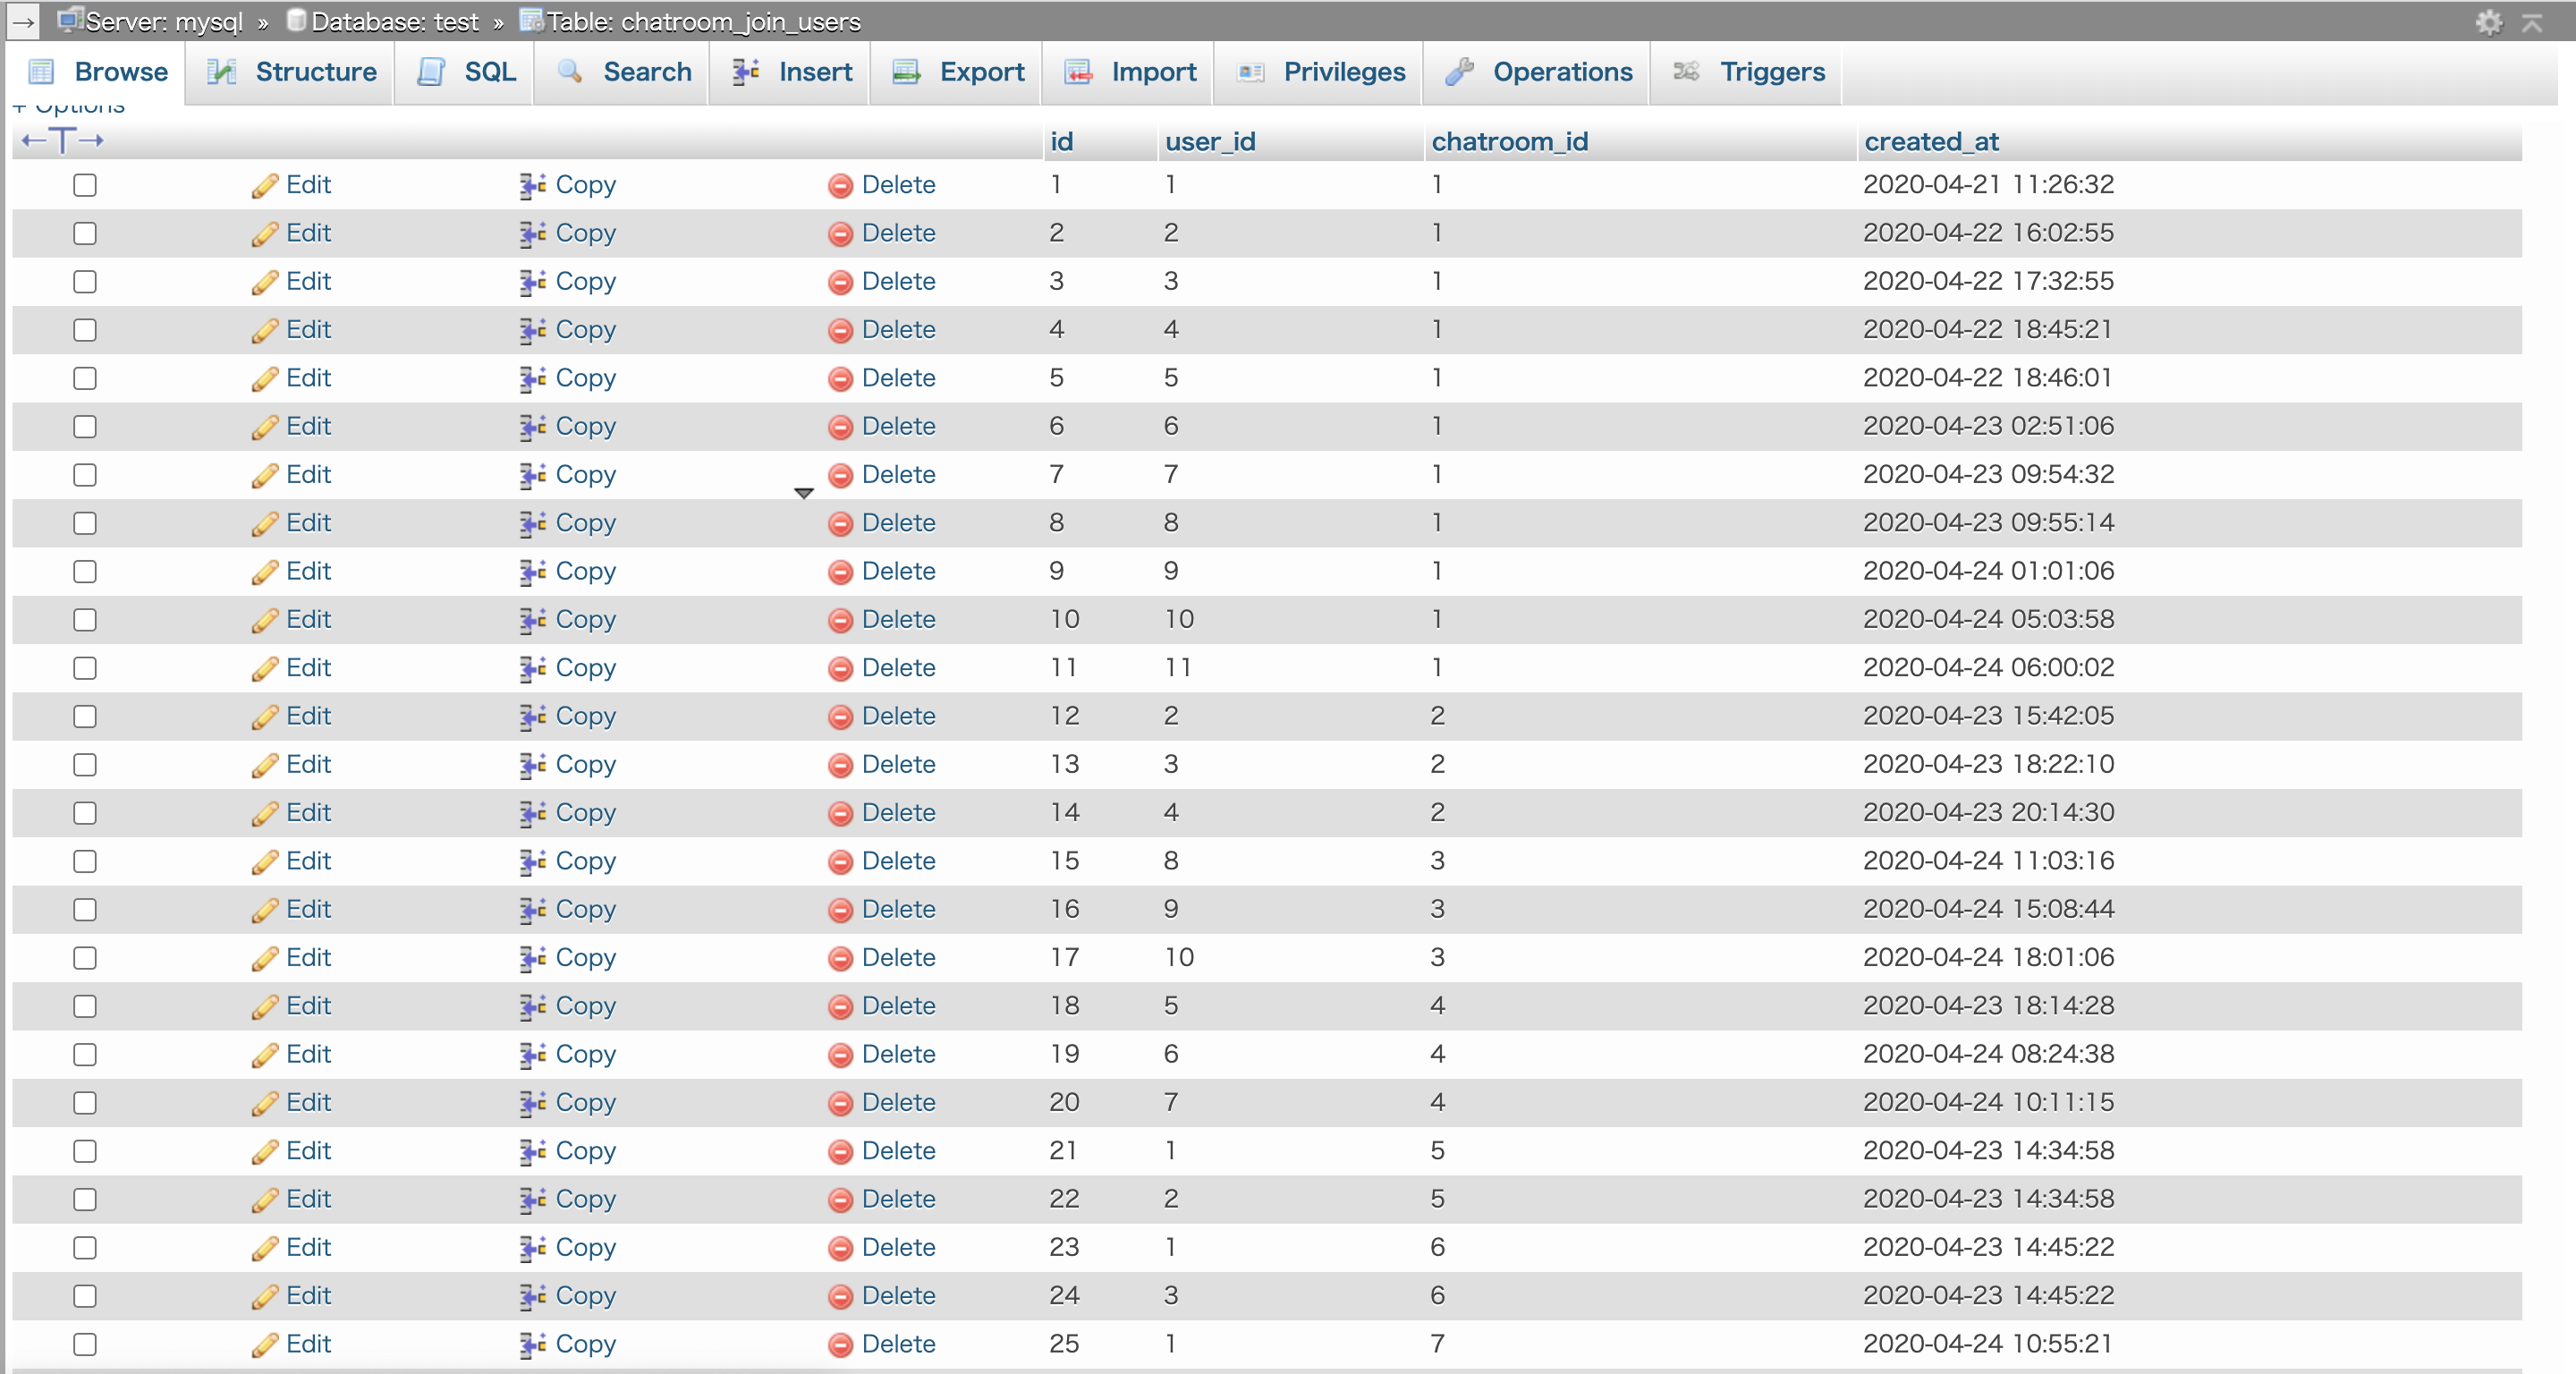 → Server: mysql » Database: test » Table: chatroom_join_users
Browse Structure SQL Search Insert Export Import Privileges Operations Triggers
+ Options
←T→ id user_id chatroom_id created_at
Edit Copy Delete 1 1 1 2020-04-21 11:26:32
Edit Copy Delete 2 2 1 2020-04-22 16:02:55
Edit Copy Delete 3 3 1 2020-04-22 17:32:55
Edit Copy Delete 4 4 1 2020-04-22 18:45:21
Edit Copy Delete 5 5 1 2020-04-22 18:46:01
Edit Copy Delete 6 6 1 2020-04-23 02:51:06
Edit Copy Delete 7 7 1 2020-04-23 09:54:32
Edit Copy Delete 8 8 1 2020-04-23 09:55:14
Edit Copy Delete 9 9 1 2020-04-24 01:01:06
Edit Copy Delete 10 10 1 2020-04-24 05:03:58
Edit Copy Delete 11 11 1 2020-04-24 06:00:02
Edit Copy Delete 12 2 2 2020-04-23 15:42:05
Edit Copy Delete 13 3 2 2020-04-23 18:22:10
Edit Copy Delete 14 4 2 2020-04-23 20:14:30
Edit Copy Delete 15 8 3 2020-04-24 11:03:16
Edit Copy Delete 16 9 3 2020-04-24 15:08:44
Edit Copy Delete 17 10 3 2020-04-24 18:01:06
Edit Copy Delete 18 5 4 2020-04-23 18:14:28
Edit Copy Delete 19 6 4 2020-04-24 08:24:38
Edit Copy Delete 20 7 4 2020-04-24 10:11:15
Edit Copy Delete 21 1 5 2020-04-23 14:34:58
Edit Copy Delete 22 2 5 2020-04-23 14:34:58
Edit Copy Delete 23 1 6 2020-04-23 14:45:22
Edit Copy Delete 24 3 6 2020-04-23 14:45:22
Edit Copy Delete 25 1 7 2020-04-24 10:55:21